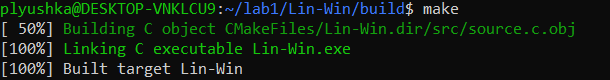 plyushka@DESKTOP-VNKLCU9:~/lab1/Lin-Win/build$ make
[ 50%] Building C object CMakeFiles/Lin-Win.dir/src/source.c.obj
[100%] Linking C executable Lin-Win.exe
[100%] Built target Lin-Win